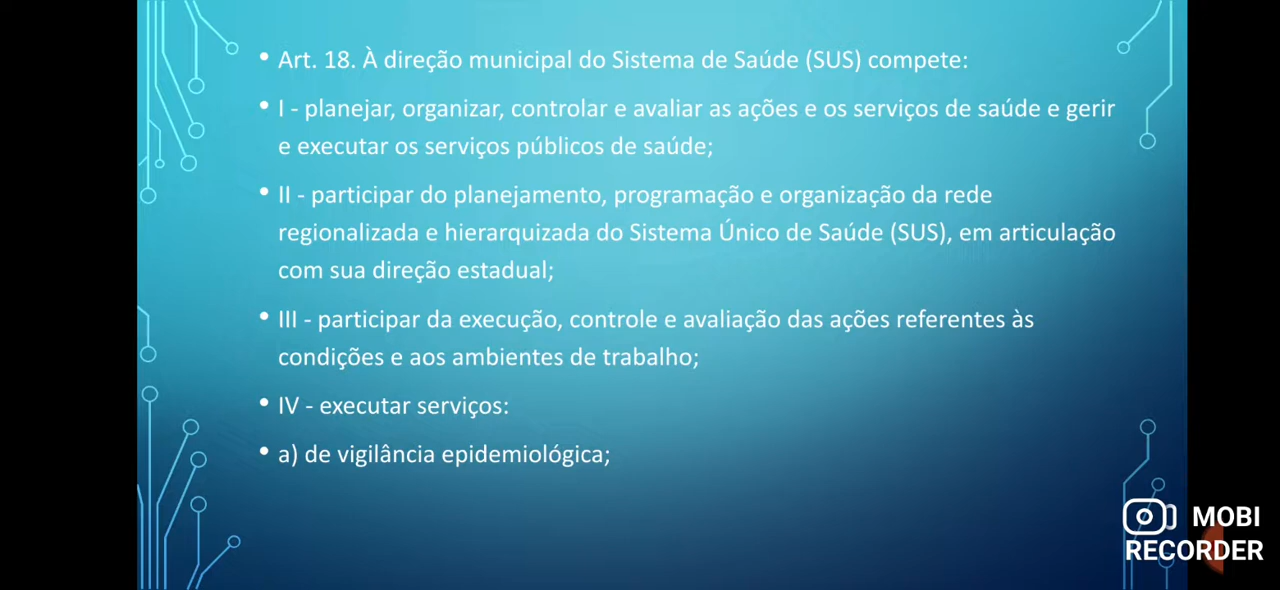 • Art. 18. À direção municipal do Sistema de Saúde (SUS) compete:
• I - planejar, organizar, controlar e avaliar as ações e os serviços de saúde e gerir
e executar os serviços públicos de saúde;
• II - participar do planejamento, programação e organização da rede
regionalizada e hierarquizada do Sistema Único de Saúde (SUS), em articulação
com sua direção estadual;
• III - participar da execução, controle e avaliação das ações referentes às
condições e aos ambientes de trabalho;
• IV - executar serviços:
• a) de vigilância epidemiológica;
MOBI
RECORDER